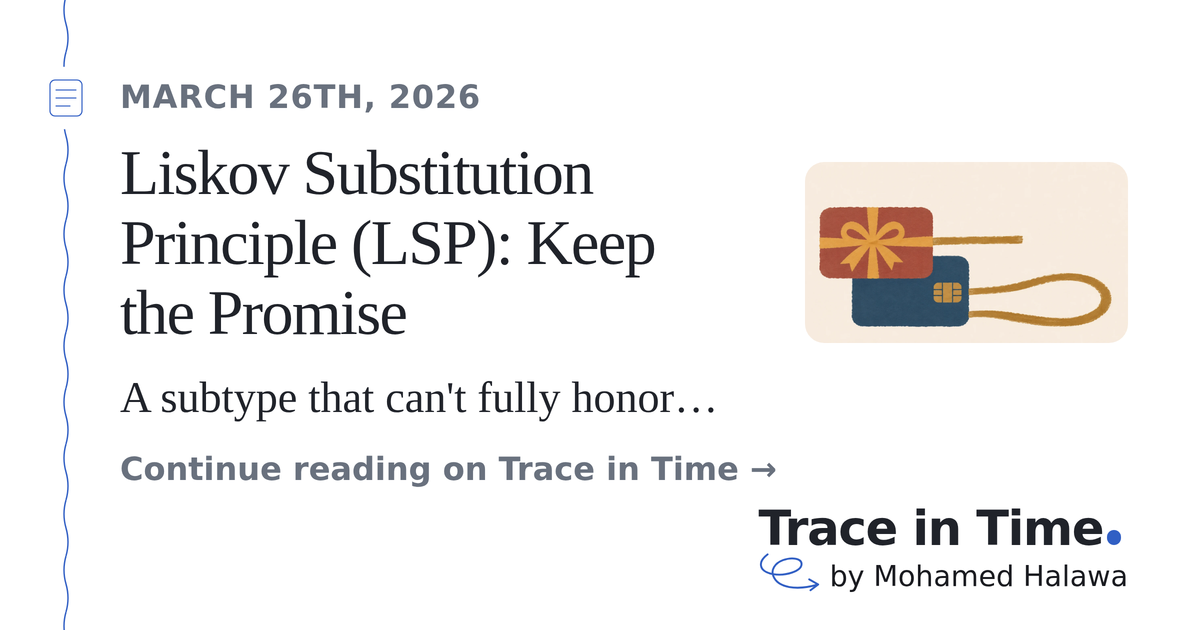 MARCH 26TH, 2026
Liskov Substitution
Principle (LSP): Keep
the Promise
A subtype that can't fully honor…
Continue reading on Trace in Time →
Trace in Time.
by Mohamed Halawa